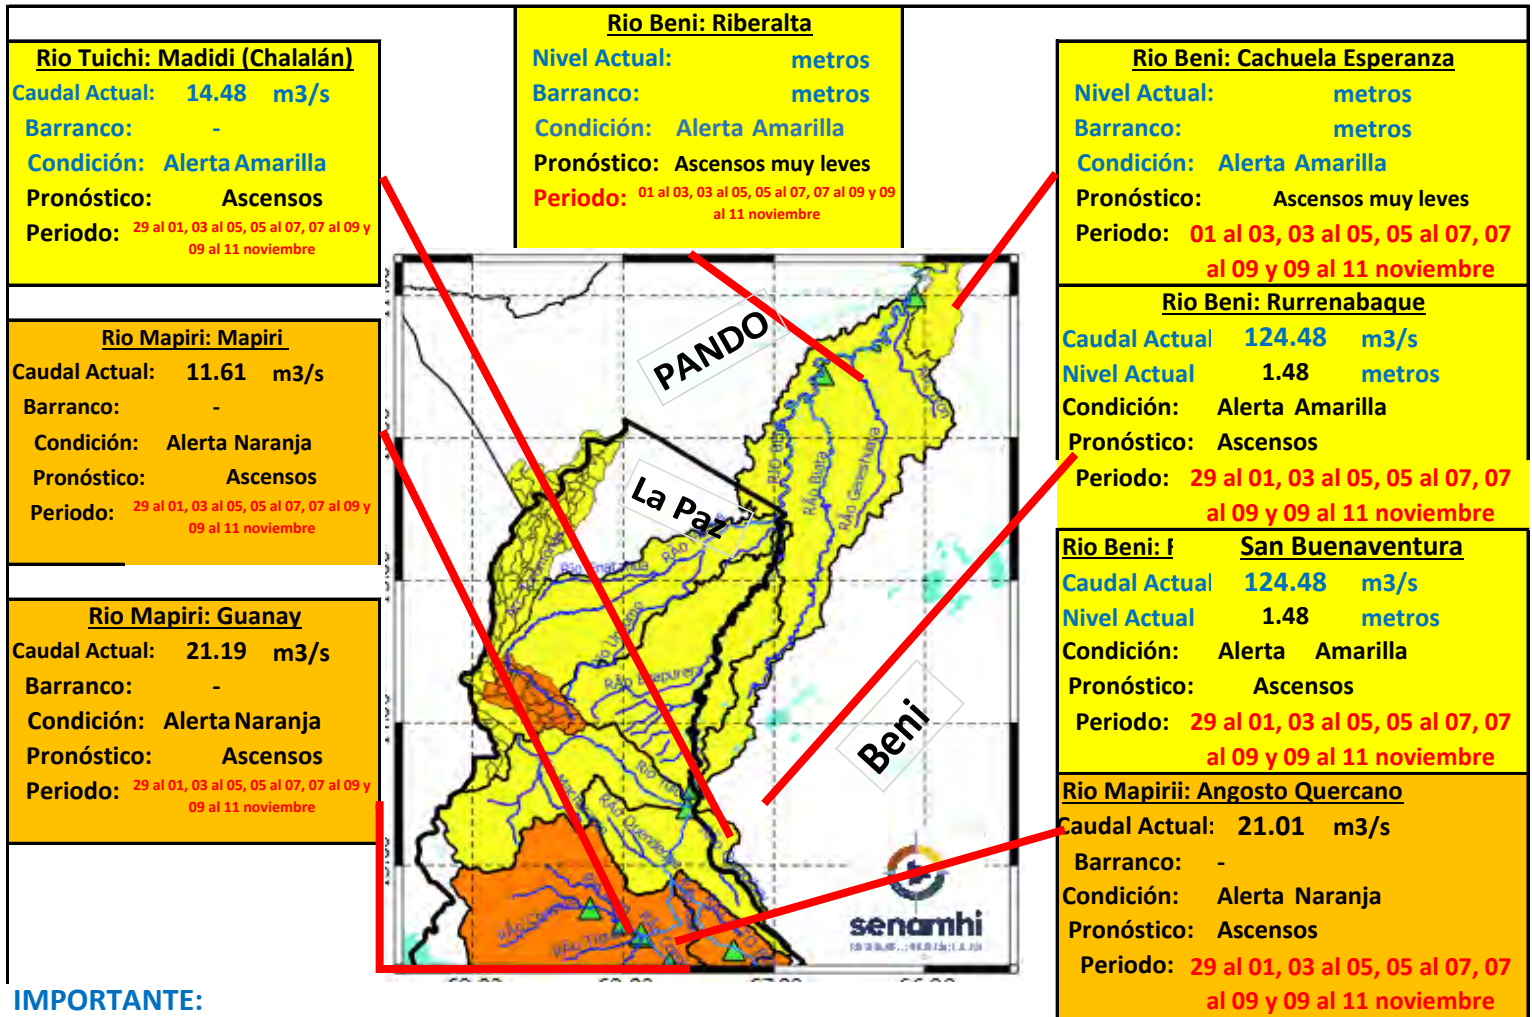 Rio Tuichi: Madidi (Chalalán)
Caudal Actual: 14.48 m3/s
Barranco: -
Condición: Alerta Amarilla
Pronóstico: Ascensos
Periodo: 29 al 01, 03 al 05, 05 al 07, 07 al 09 y
09 al 11 noviembre
Rio Mapiri: Mapiri
Caudal Actual: 11.61 m3/s
Barranco: -
Condición: Alerta Naranja
Pronóstico: Ascensos
Periodo: 29 al 01, 03 al 05, 05 al 07, 07 al 09 y
09 al 11 noviembre
Rio Mapiri: Guanay
Caudal Actual: 21.19 m3/s
Barranco: -
Condición: Alerta Naranja
Pronóstico: Ascensos
Periodo: 29 al 01, 03 al 05, 05 al 07, 07 al 09 y
09 al 11 noviembre
Rio Beni: Riberalta
Nivel Actual: metros
Barranco: metros
Condición: Alerta Amarilla
Pronóstico: Ascensos muy leves
Periodo: 01 al 03, 03 al 05, 05 al 07, 07 al 09 y 09
al 11 noviembre
PANDO
La Paz
Beni
RÃo Biata
RÃo Geneshuaya
senamhi
Rio Beni: Cachuela Esperanza
Nivel Actual: metros
Barranco: metros
Condición: Alerta Amarilla
Pronóstico: Ascensos muy leves
Periodo: 01 al 03, 03 al 05, 05 al 07, 07
al 09 y 09 al 11 noviembre
Rio Beni: Rurrenabaque
Caudal Actual 124.48 m3/s
Nivel Actual 1.48 metros
Condición: Alerta Amarilla
Pronóstico: Ascensos
Periodo: 29 al 01, 03 al 05, 05 al 07, 07
al 09 y 09 al 11 noviembre
Rio Beni: San Buenaventura
Caudal Actual 124.48 m3/s
Nivel Actual 1.48 metros
Condición: Alerta Amarilla
Pronóstico: Ascensos
Periodo: 29 al 01, 03 al 05, 05 al 07, 07
al 09 y 09 al 11 noviembre
Rio Mapirii: Angosto Quercano
Caudal Actual: 21.01 m3/s
Barranco: -
Condición: Alerta Naranja
Pronóstico: Ascensos
Periodo: 29 al 01, 03 al 05, 05 al 07, 07
al 09 y 09 al 11 noviembre
IMPORTANTE: